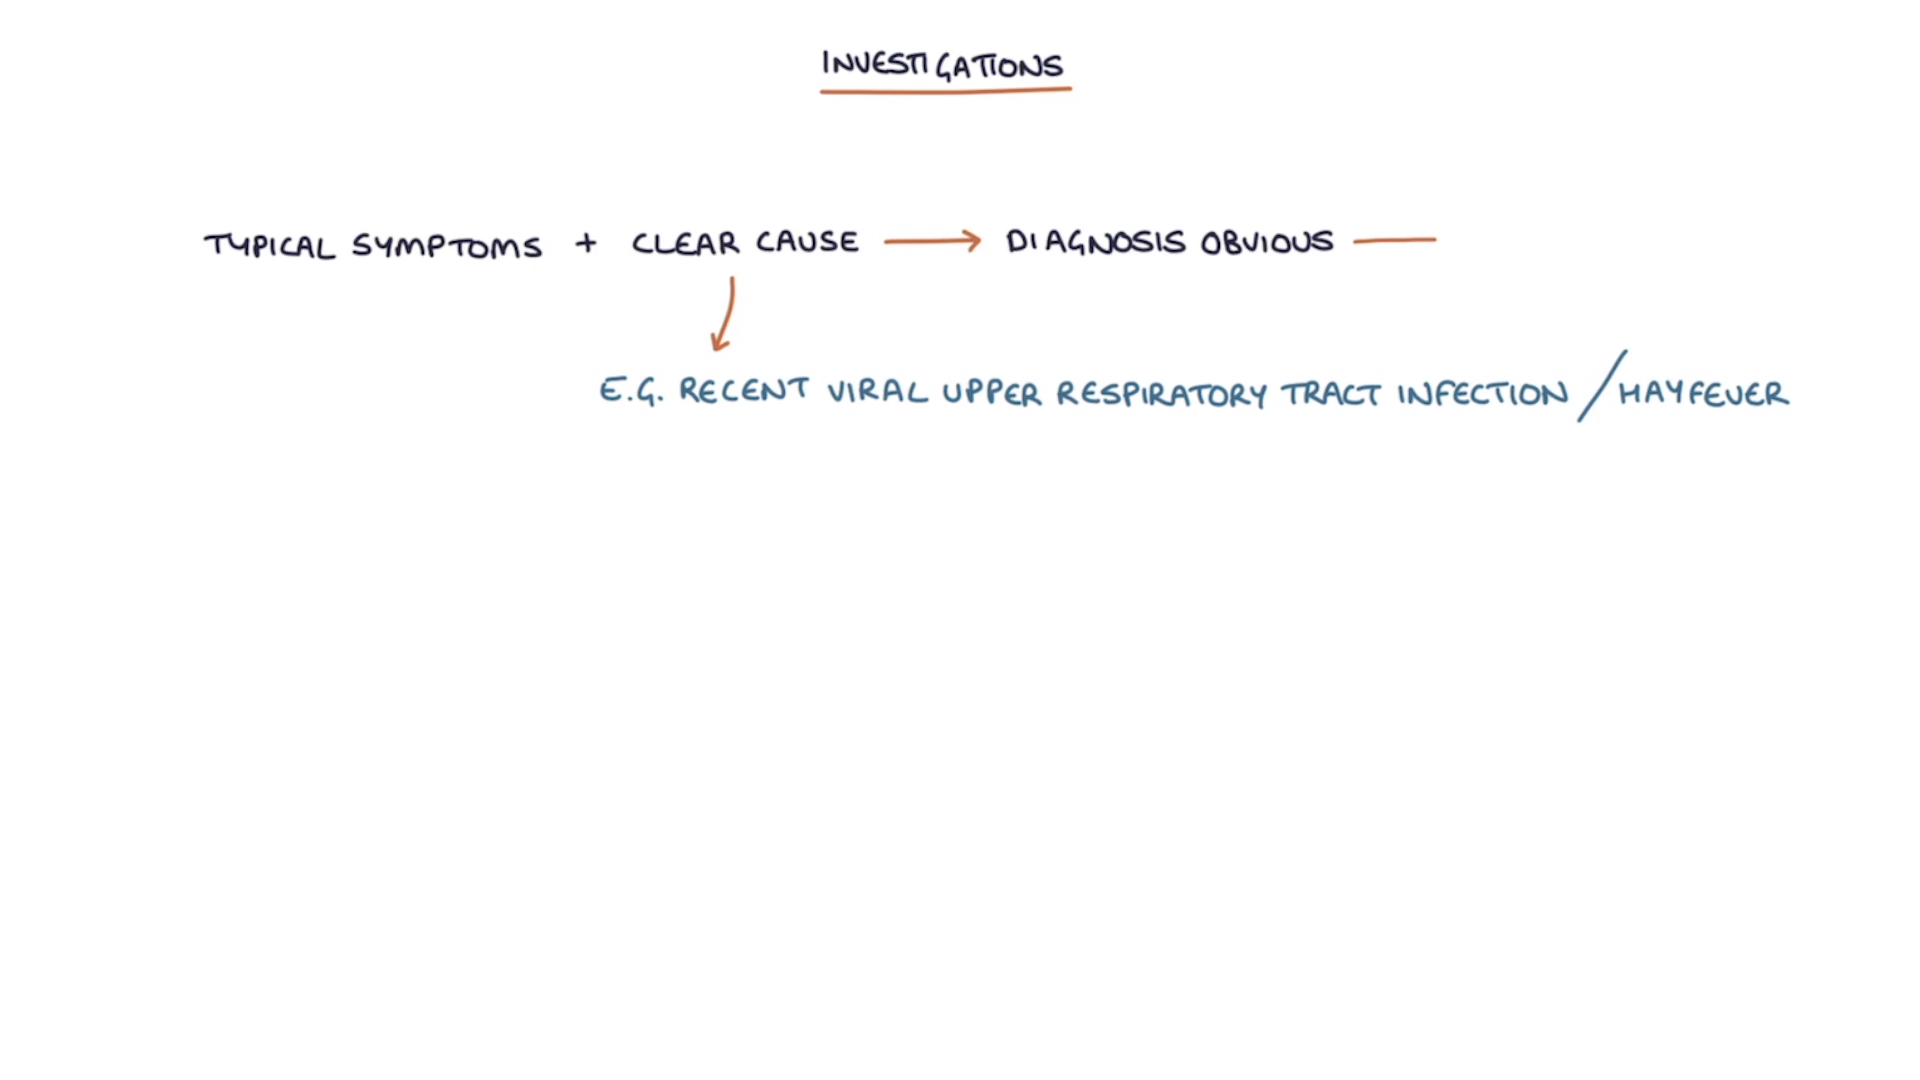 INVESTIGATIONS
TYPICAL SYMPTOMS + CLEAR CAUSE → DIAGNOSIS OBVIOUS —
E.G. RECENT VIRAL UPPER RESPIRATORY TRACT INFECTION / HAYFEVER